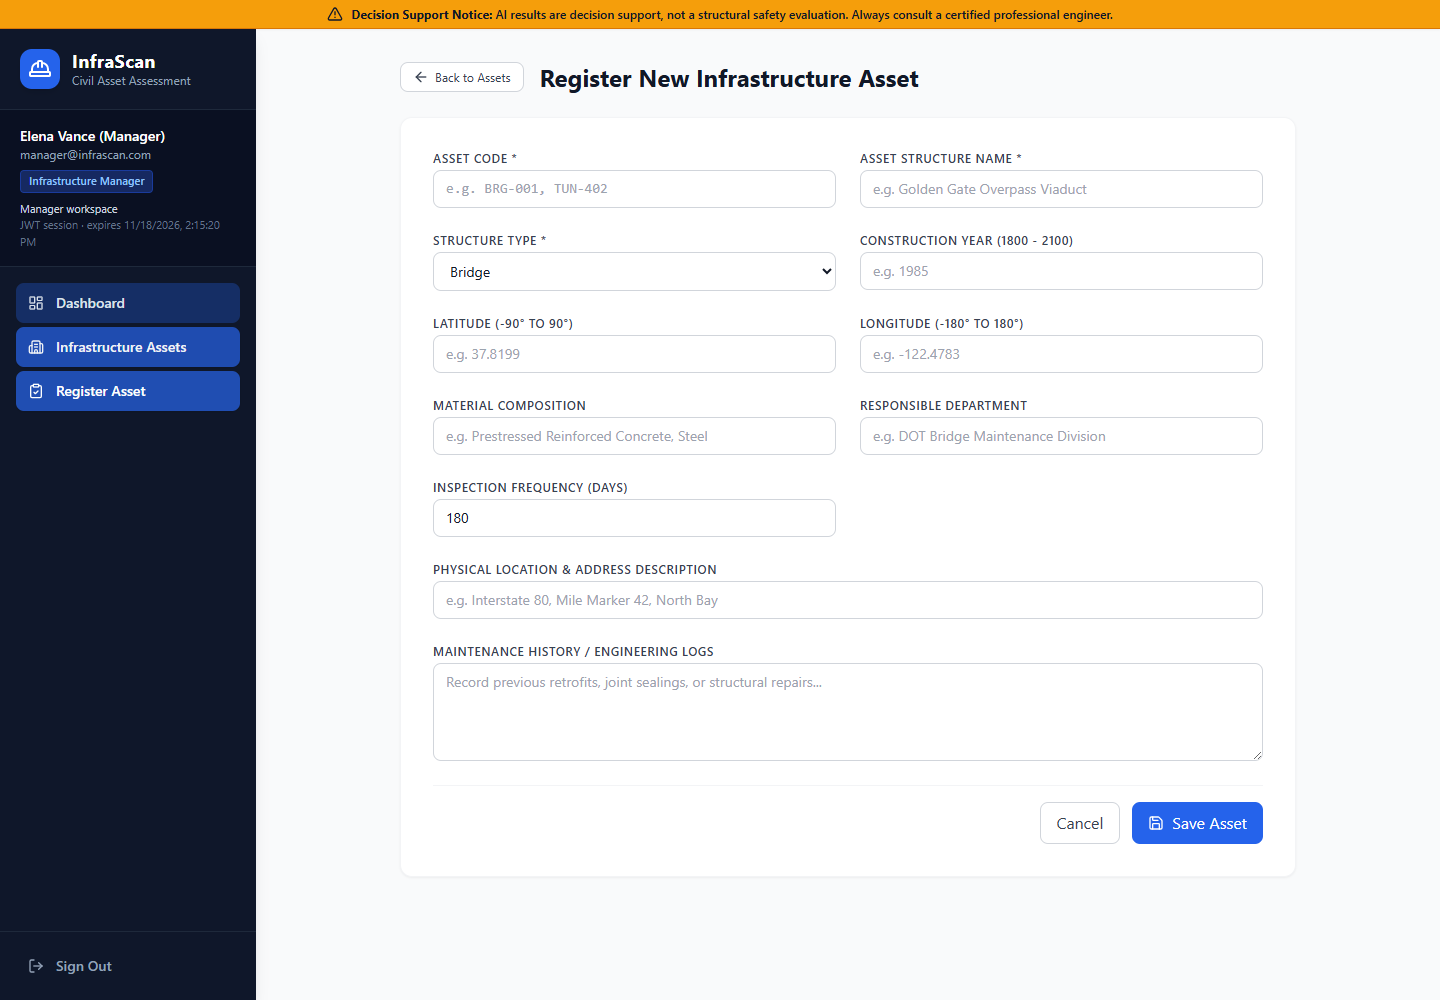 Decision Support Notice: AI results are decision support, not a structural safety evaluation. Always consult a certified professional engineer.
InfraScan
Civil Asset Assessment
Elena Vance (Manager)
manager@infrascan.com
Infrastructure Manager
Manager workspace
JWT session · expires 11/18/2026, 2:15:20
PM
Dashboard
Infrastructure Assets
Register Asset
Sign Out
Back to Assets
Register New Infrastructure Asset
ASSET CODE *
e.g. BRG-001, TUN-402
ASSET STRUCTURE NAME *
e.g. Golden Gate Overpass Viaduct
STRUCTURE TYPE *
Bridge
CONSTRUCTION YEAR (1800 - 2100)
e.g. 1985
LATITUDE (-90° TO 90°)
e.g. 37.8199
LONGITUDE (-180° TO 180°)
e.g. -122.4783
MATERIAL COMPOSITION
e.g. Prestressed Reinforced Concrete, Steel
RESPONSIBLE DEPARTMENT
e.g. DOT Bridge Maintenance Division
INSPECTION FREQUENCY (DAYS)
180
PHYSICAL LOCATION & ADDRESS DESCRIPTION
e.g. Interstate 80, Mile Marker 42, North Bay
MAINTENANCE HISTORY / ENGINEERING LOGS
Record previous retrofits, joint sealings, or structural repairs...
Cancel
Save Asset